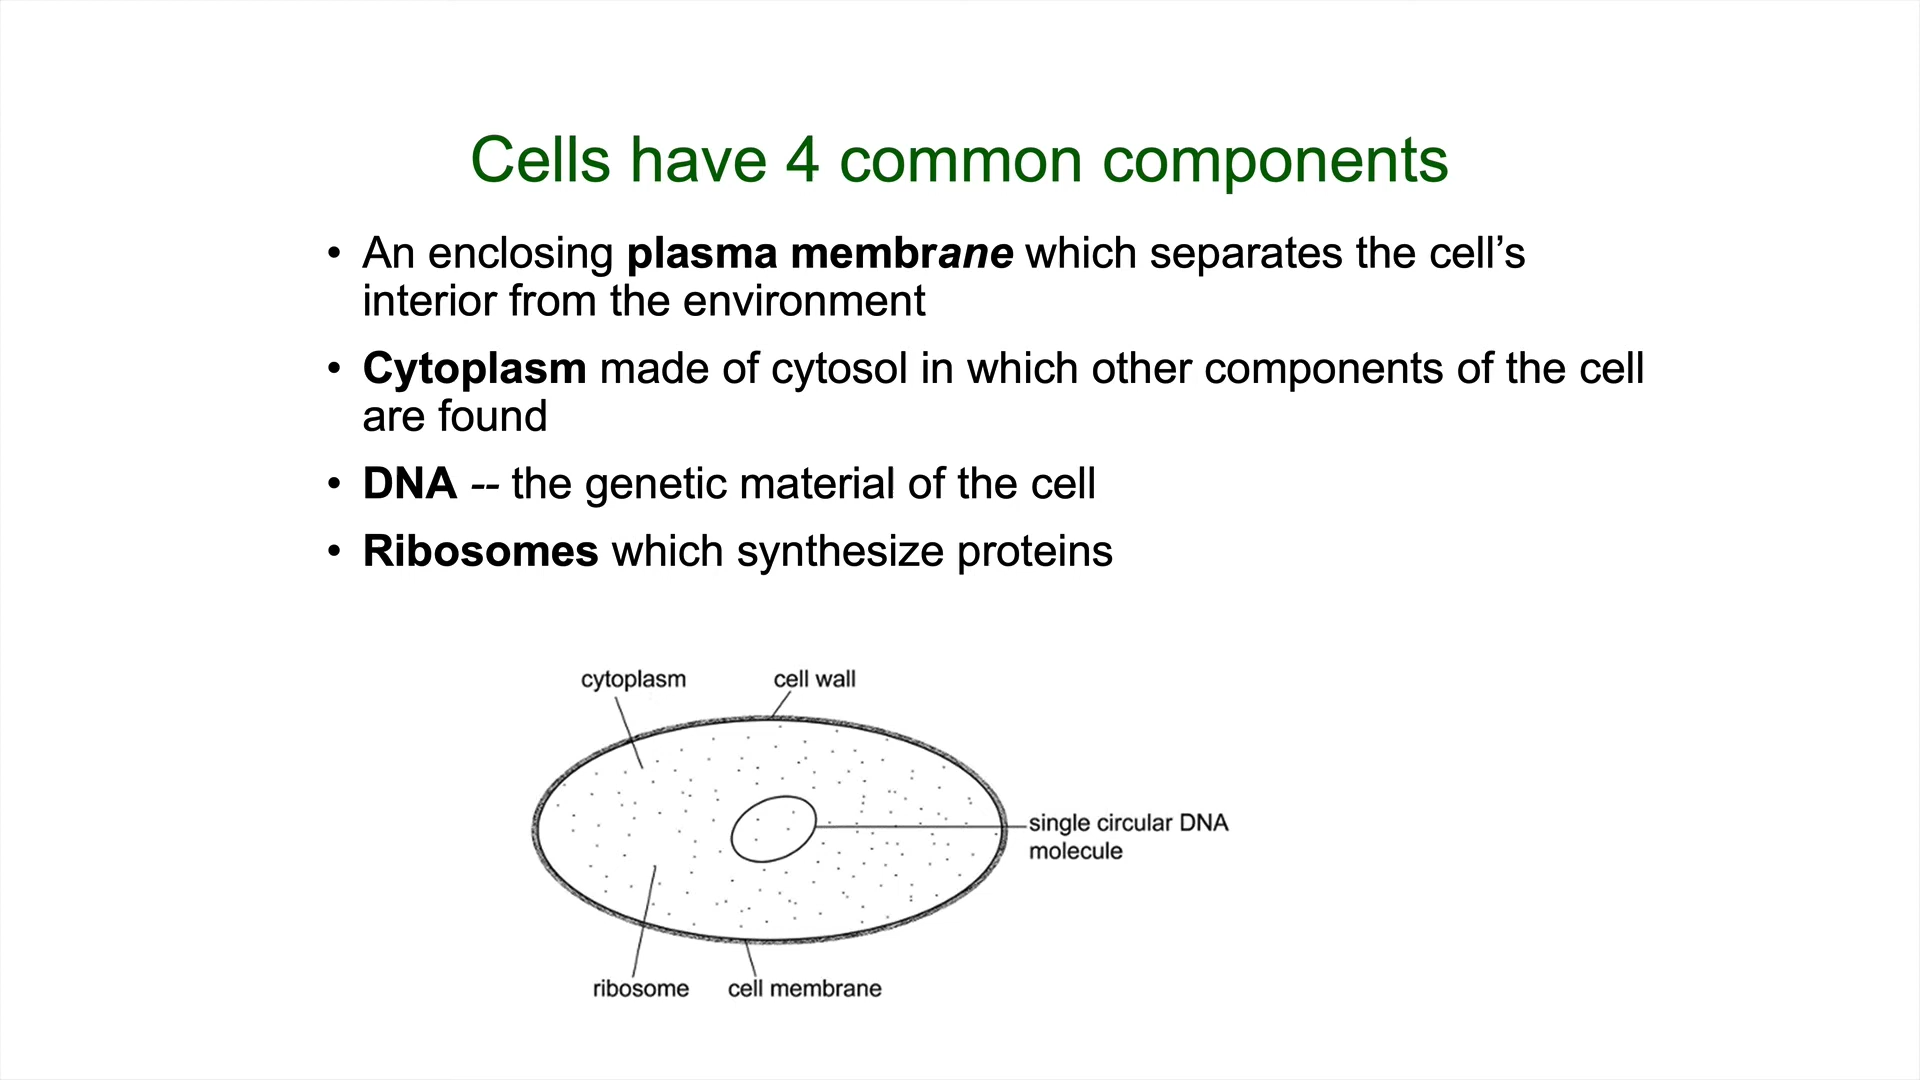 Cells have 4 common components
• An enclosing plasma membrane which separates the cell’s
interior from the environment
• Cytoplasm made of cytosol in which other components of the cell
are found
• DNA -- the genetic material of the cell
• Ribosomes which synthesize proteins
cytoplasm
cell wall
single circular DNA
molecule
ribosome
cell membrane